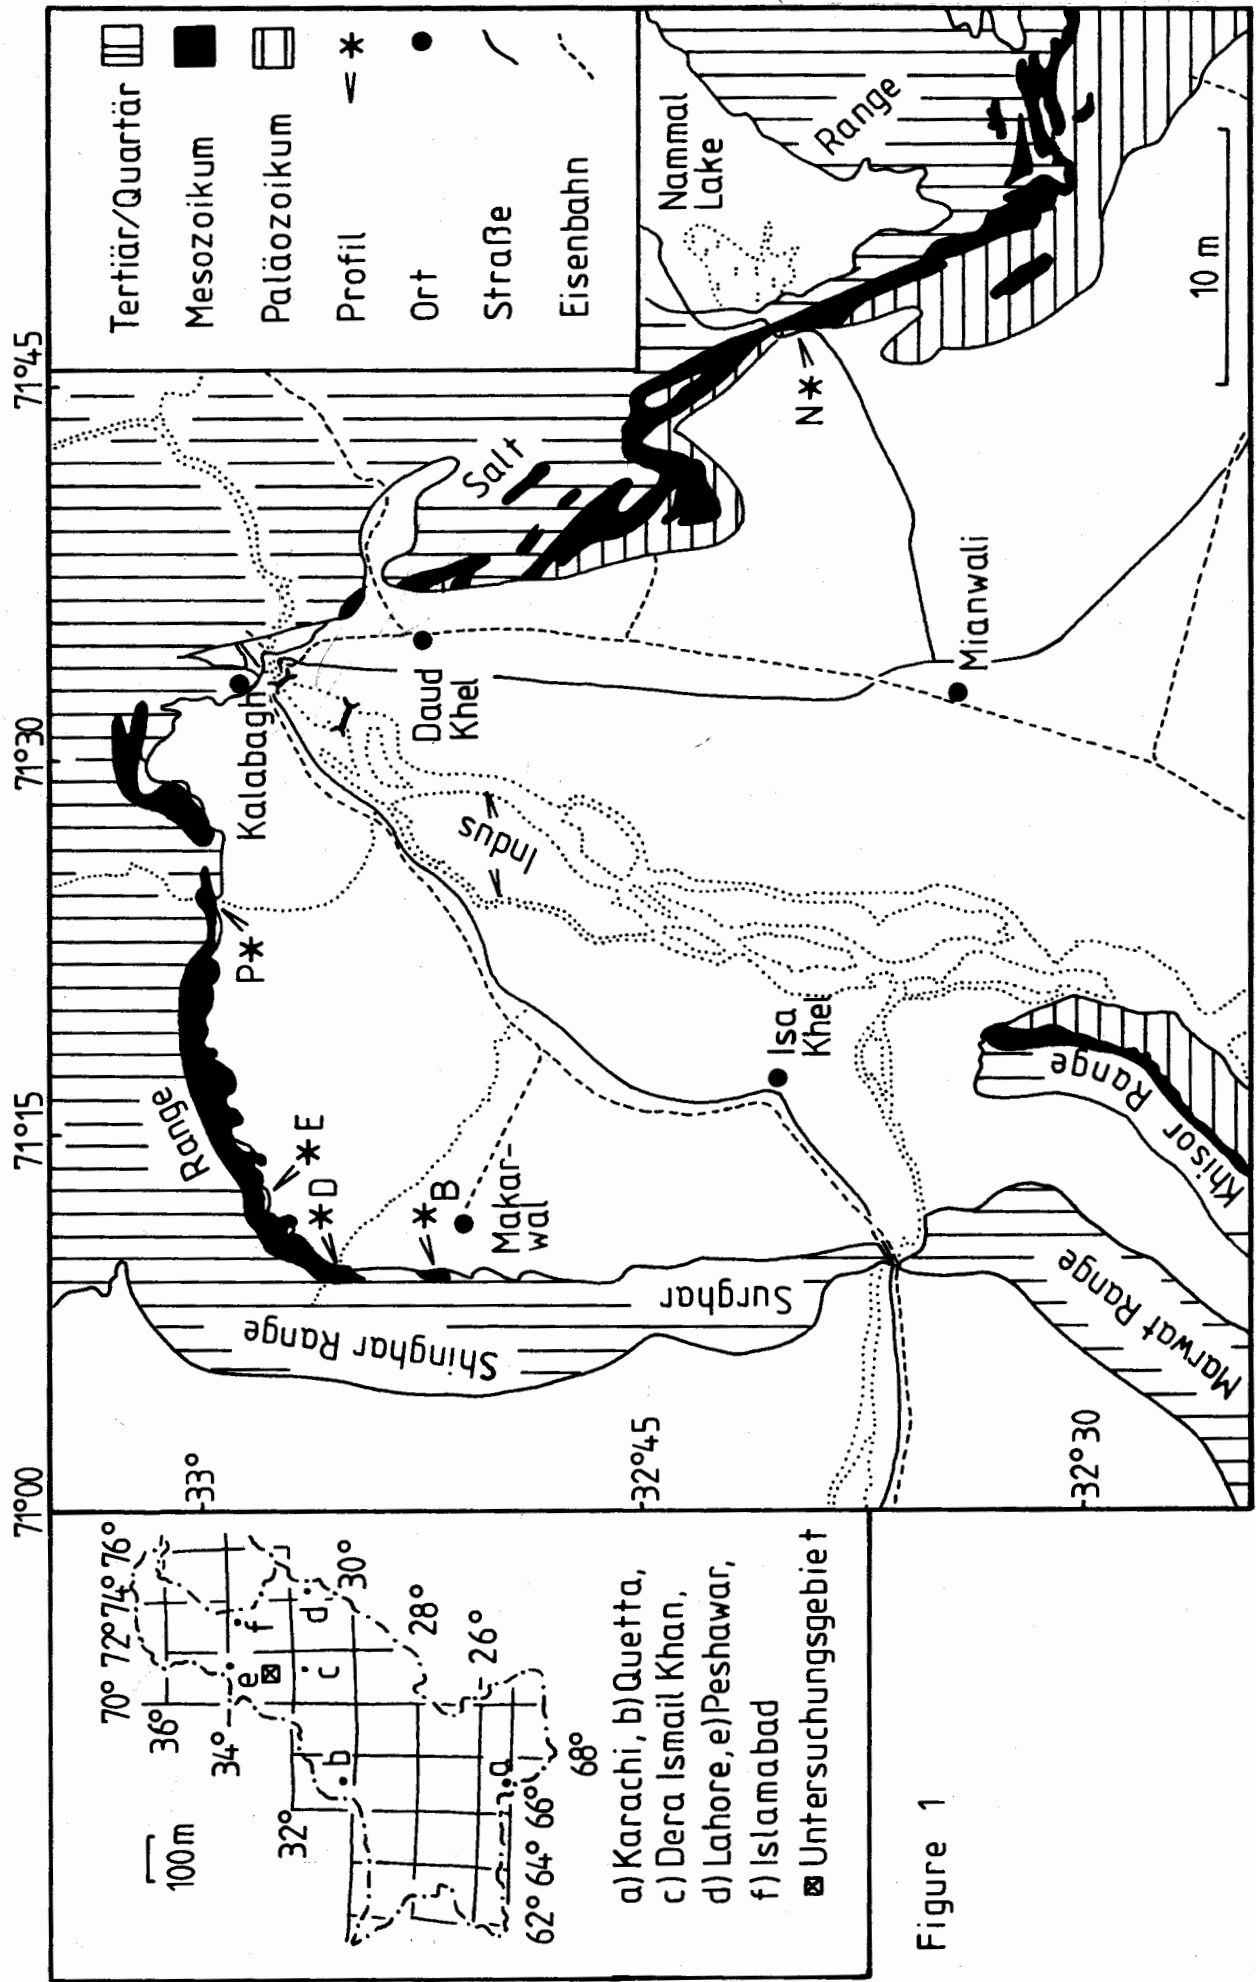 100m
70° 72° 74° 76°
36°
34°
32°
30°
28°
26°
68°
62° 64° 66°
a
b
c
d
e
f
a) Karachi, b) Quetta,
c) Dera Ismail Khan,
d) Lahore, e) Peshawar,
f) Islamabad
Untersuchungsgebiet
Figure 1
71°00
71°15
71°30
71°45
33°
32°45
32°30
Shinghar Range
Surghar
Range
Marwat Range
Khisor
Range
*D
*E
*B
P*
N*
Makar-
wal
Isa
Khel
Kalabagh
Indus
Daud
Khel
Mianwali
Salt
Range
Nammal
Lake
10 m
Tertiär/Quartär
Mesozoikum
Paläozoikum
Profil
Ort
Straße
Eisenbahn